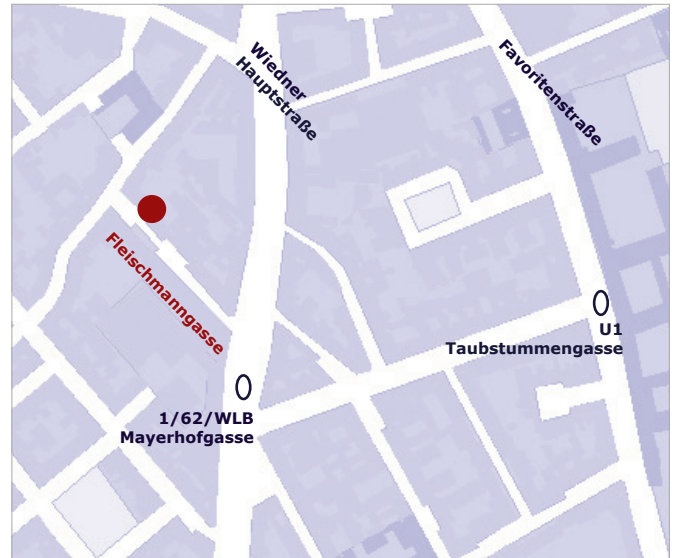 Wiedner
Hauptstraße
Favoritenstraße
Fleischmanngasse
U1
Taubstummengasse
1/62/WLB
Mayerhofgasse